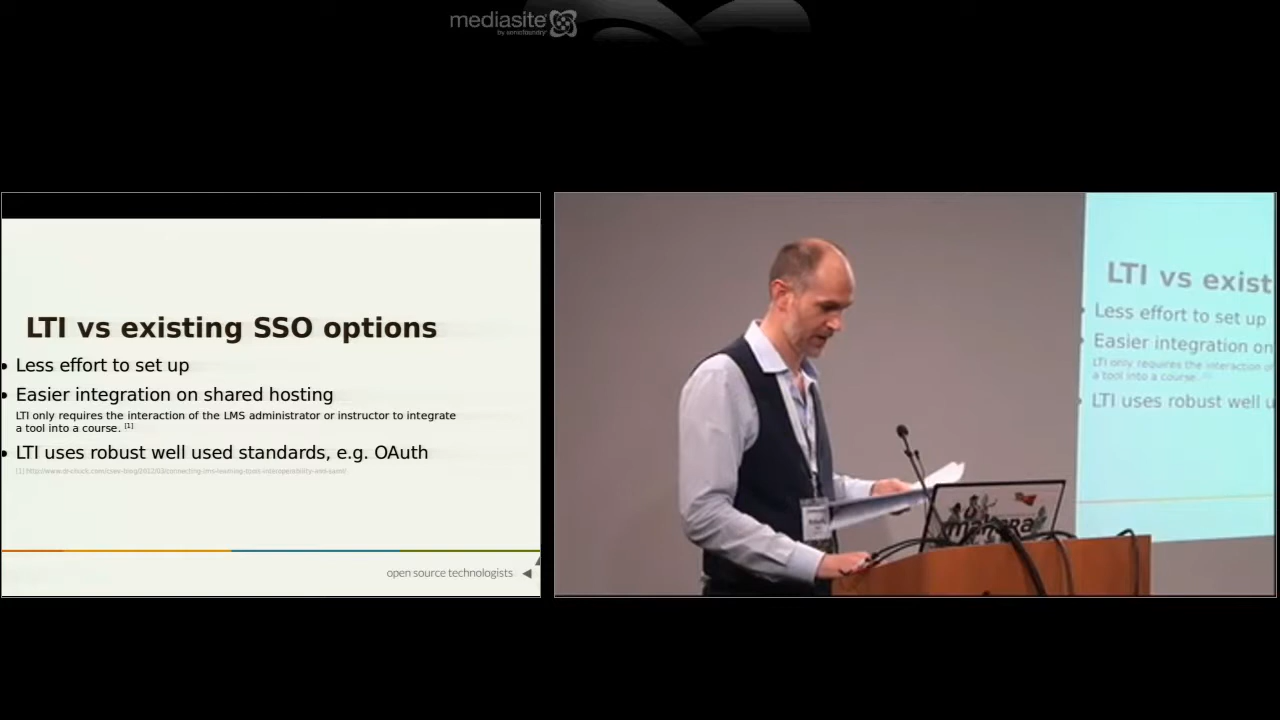 mediasite
by sonicfoundry
LTI vs existing SSO options
Less effort to set up
Easier integration on shared hosting
LTI only requires the interaction of the LMS administrator or instructor to integrate
a tool into a course. [1]
LTI uses robust well used standards, e.g. OAuth
open source technologists
LTI vs exist
Less effort to set up
Easier integration on
LTI only requires the interaction of
a tool into a course.
LTI uses robust well u
mahara